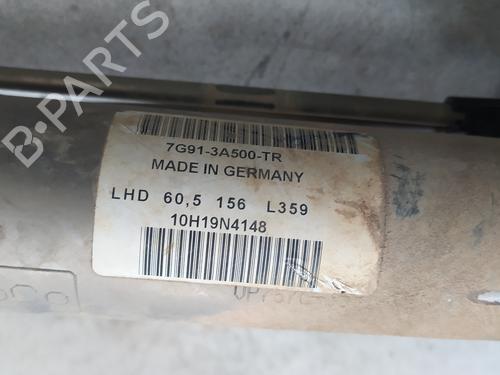 7G91-3A500-TR
MADE IN GERMANY
LHD 60,5 156 L359
10H19N4148
B-PARTS